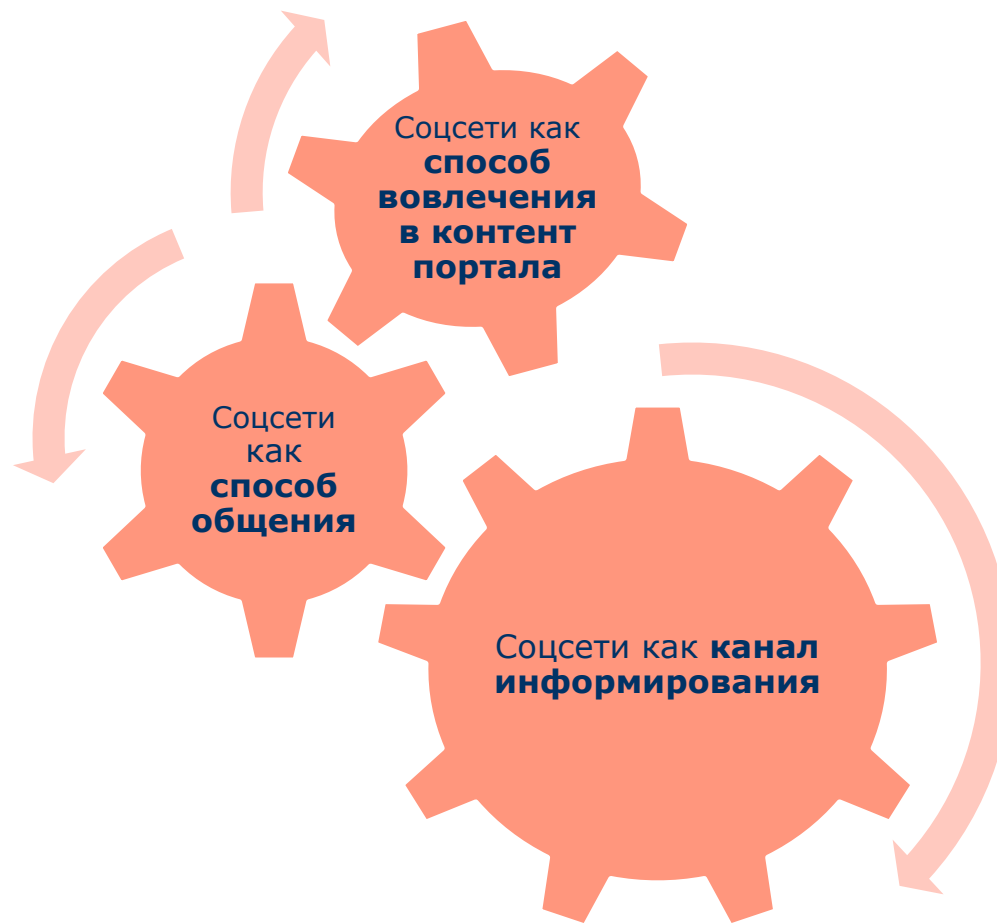 Соцсети как
способ
вовлечения
в контент
портала
Соцсети
как
способ
общения
Соцсети как канал
информирования